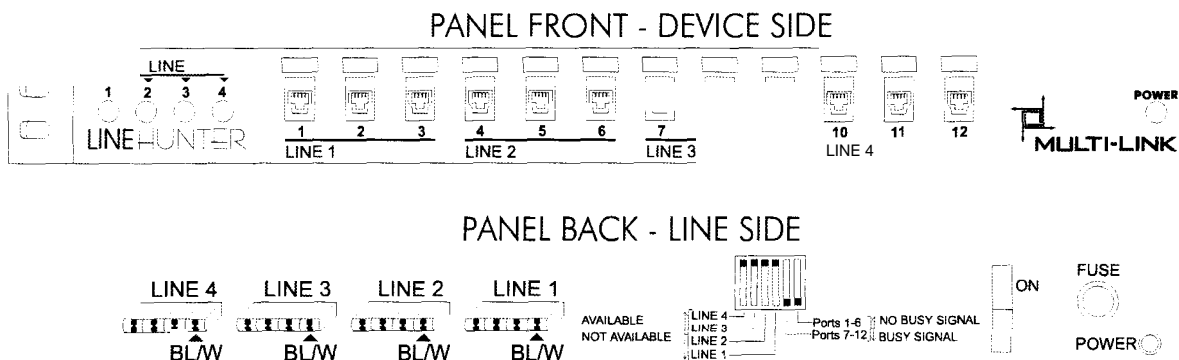 PANEL FRONT - DEVICE SIDE
LINE
1 2 3 4
LINE HUNTER
1 2 3 4 5 6 7 10 11 12
LINE 1 LINE 2 LINE 3 LINE 4
POWER
MULTI-LINK
PANEL BACK - LINE SIDE
LINE 4 LINE 3 LINE 2 LINE 1
BL/W BL/W BL/W BL/W
AVAILABLE
NOT AVAILABLE
LINE 4
LINE 3
LINE 2
LINE 1
Ports 1-6 NO BUSY SIGNAL
Ports 7-12 BUSY SIGNAL
ON
FUSE
POWER